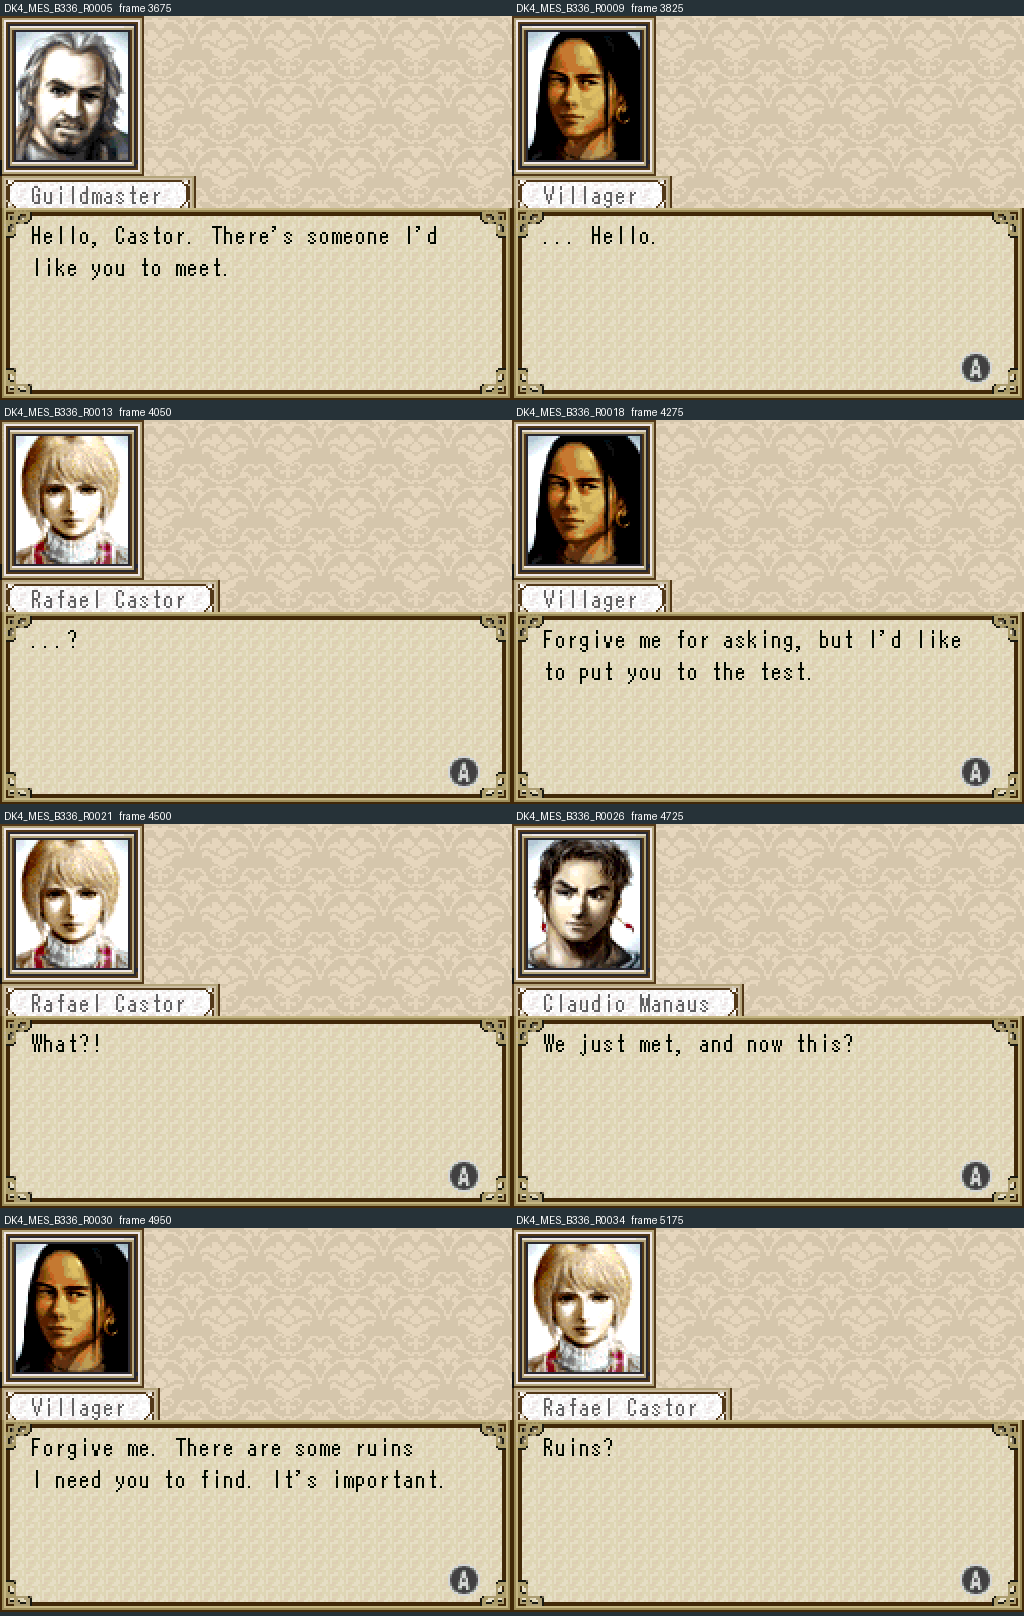 DK4_MES_B336_R0005 frame 3675
Guildmaster
Hello, Castor. There's someone I'd
like you to meet.
DK4_MES_B336_R0009 frame 3825
Villager
... Hello.
A
DK4_MES_B336_R0013 frame 4050
Rafael Castor
...?
A
DK4_MES_B336_R0018 frame 4275
Villager
Forgive me for asking, but I'd like
to put you to the test.
A
DK4_MES_B336_R0021 frame 4500
Rafael Castor
What?!
A
DK4_MES_B336_R0026 frame 4725
Claudio Manaus
We just met, and now this?
A
DK4_MES_B336_R0030 frame 4950
Villager
Forgive me. There are some ruins
I need you to find. It's important.
A
DK4_MES_B336_R0034 frame 5175
Rafael Castor
Ruins?
A